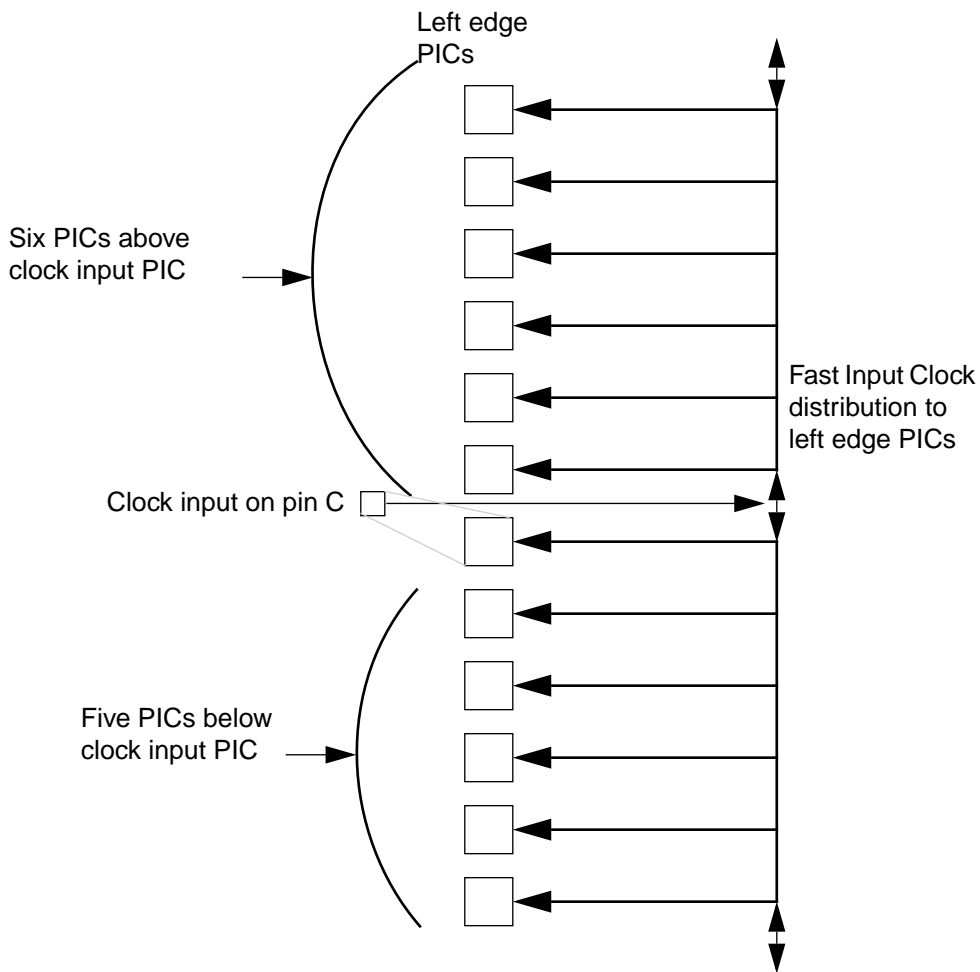 Left edge
PICs
Six PICs above
clock input PIC
Fast Input Clock
distribution to
left edge PICs
Clock input on pin C
Five PICs below
clock input PIC